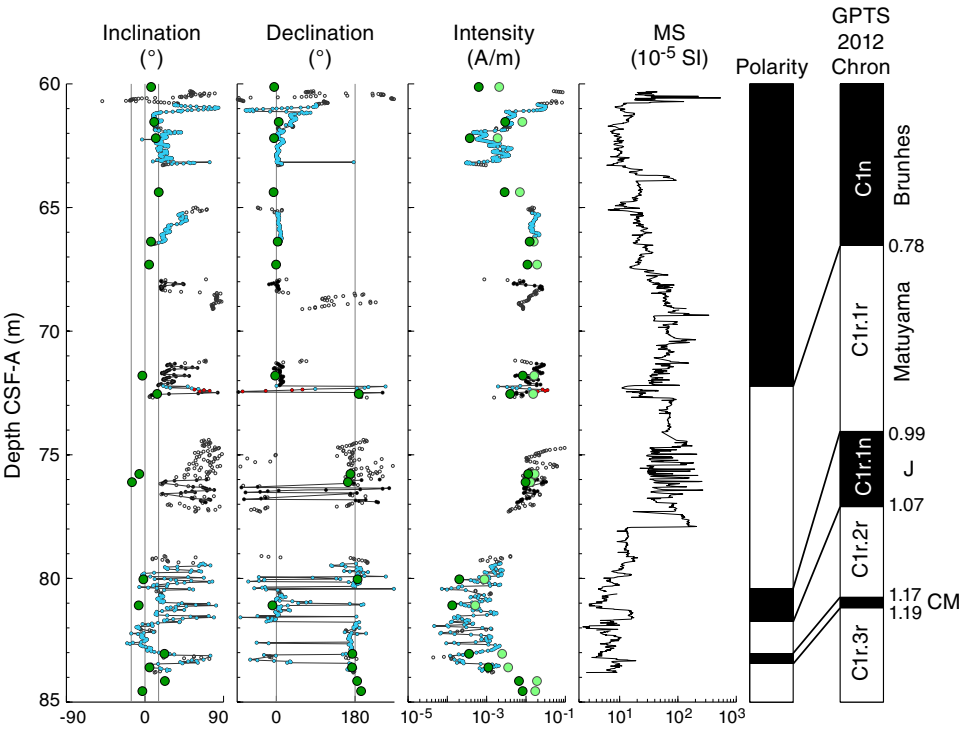 Inclination
(°)
Declination
(°)
Intensity
(A/m)
MS
(10-5 SI)
Polarity
GPTS
2012
Chron
Depth CSF-A (m)
60
65
70
75
80
85
-90
0
90
0
180
10-5
10-3
10-1
101
102
103
C1n
Brunhes
0.78
C1r.1r
Matuyama
0.99
C1r.1n
J
1.07
C1r.2r
1.17
CM
1.19
C1r.3r